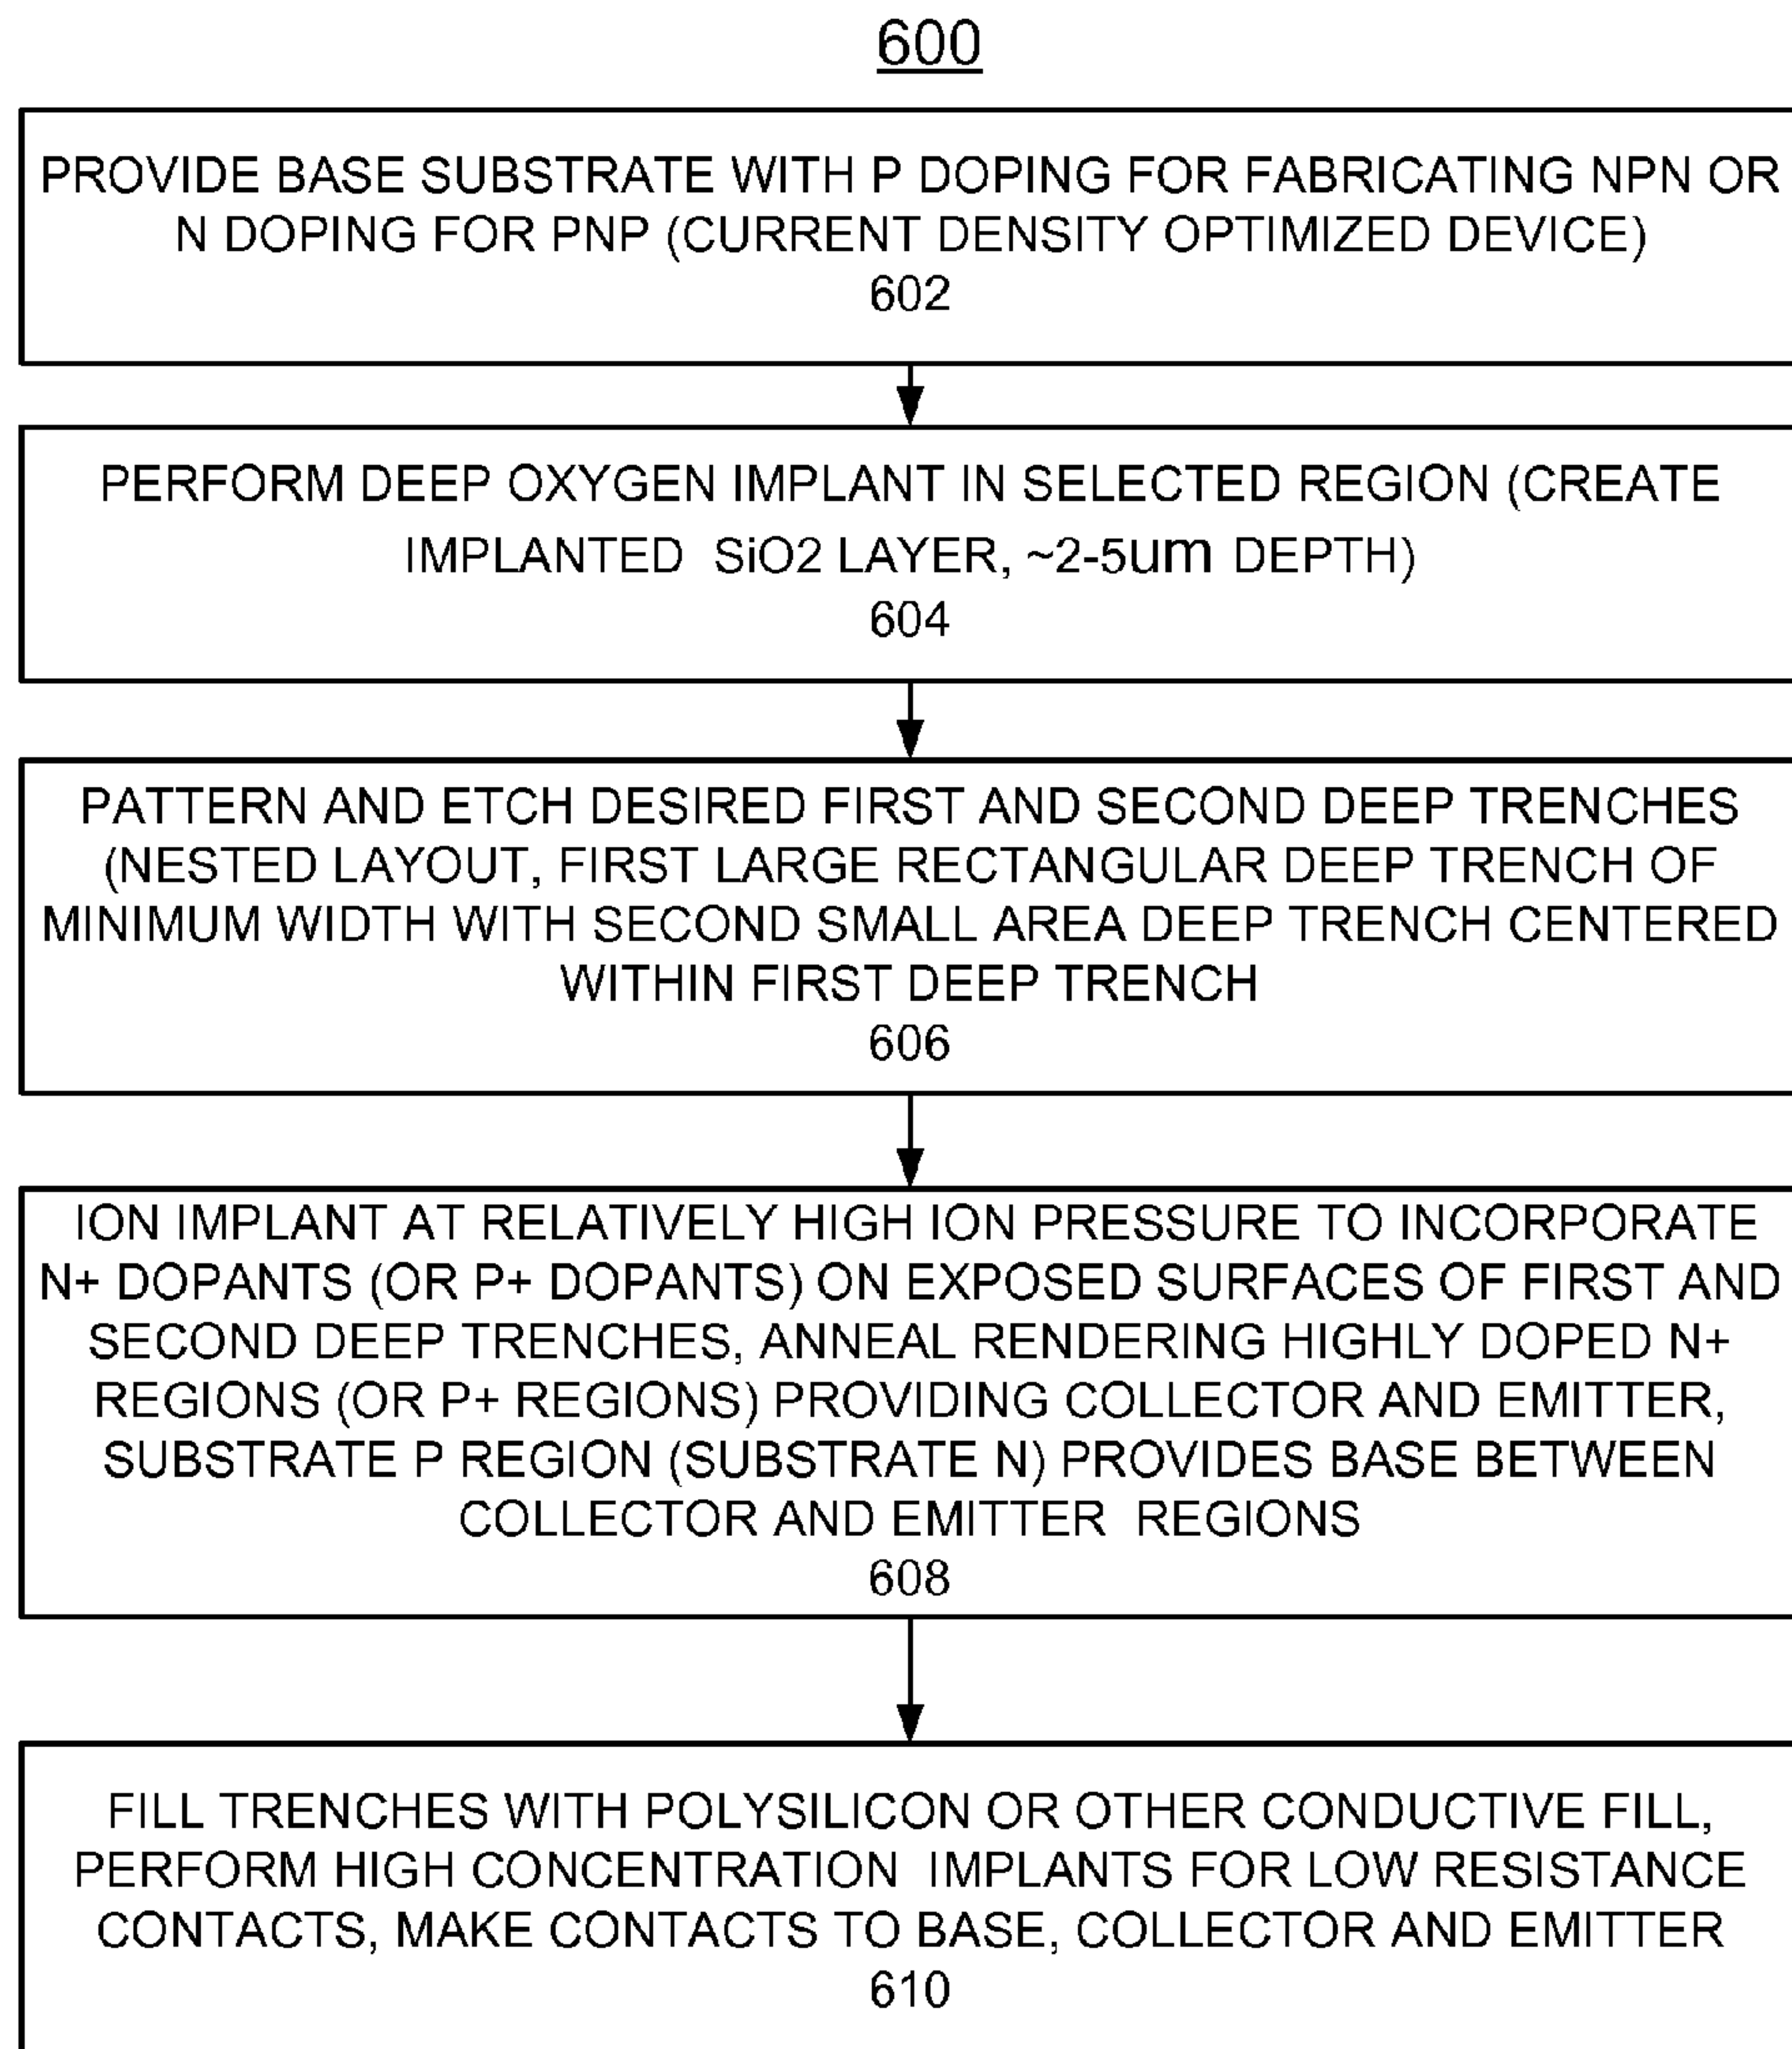 600
PROVIDE BASE SUBSTRATE WITH P DOPING FOR FABRICATING NPN OR
N DOPING FOR PNP (CURRENT DENSITY OPTIMIZED DEVICE)
602
PERFORM DEEP OXYGEN IMPLANT IN SELECTED REGION (CREATE
IMPLANTED SiO2 LAYER, ~2-5um DEPTH)
604
PATTERN AND ETCH DESIRED FIRST AND SECOND DEEP TRENCHES
(NESTED LAYOUT, FIRST LARGE RECTANGULAR DEEP TRENCH OF
MINIMUM WIDTH WITH SECOND SMALL AREA DEEP TRENCH CENTERED
WITHIN FIRST DEEP TRENCH
606
ION IMPLANT AT RELATIVELY HIGH ION PRESSURE TO INCORPORATE
N+ DOPANTS (OR P+ DOPANTS) ON EXPOSED SURFACES OF FIRST AND
SECOND DEEP TRENCHES, ANNEAL RENDERING HIGHLY DOPED N+
REGIONS (OR P+ REGIONS) PROVIDING COLLECTOR AND EMITTER,
SUBSTRATE P REGION (SUBSTRATE N) PROVIDES BASE BETWEEN
COLLECTOR AND EMITTER REGIONS
608
FILL TRENCHES WITH POLYSILICON OR OTHER CONDUCTIVE FILL,
PERFORM HIGH CONCENTRATION IMPLANTS FOR LOW RESISTANCE
CONTACTS, MAKE CONTACTS TO BASE, COLLECTOR AND EMITTER
610